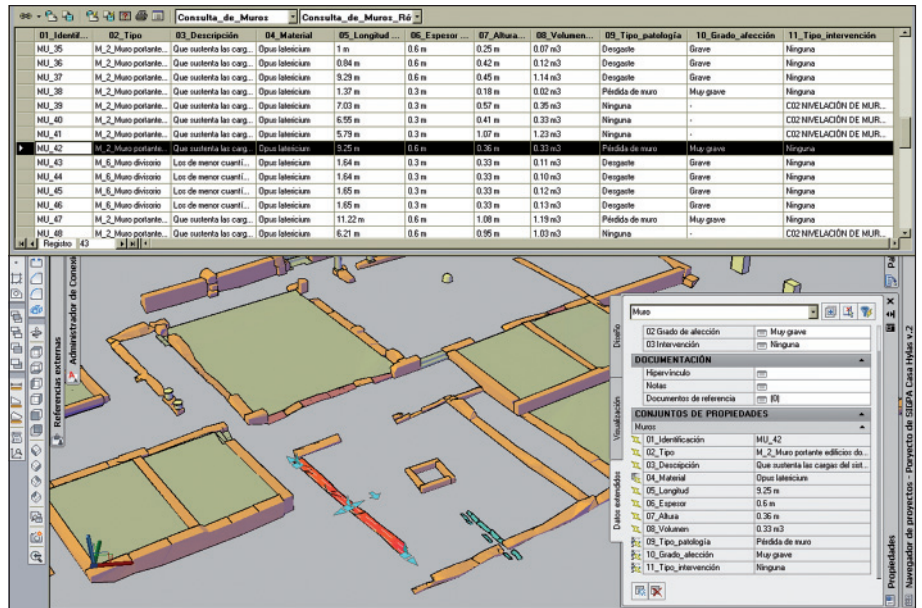 Consulta_de_Muros Consulta_de_Muros_Ré
01_Identif... 02_Tipo 03_Descripción 04_Material 05_Longitud ... 06_Espesor ... 07_Altura... 08_Volumen... 09_Tipo_patología 10_Grado_afección 11_Tipo_intervención
MU_35 M_2_Muro portante... Que sustenta las carg... Opus latericium 1 m 0.6 m 0.25 m 0.07 m3 Desgaste Grave Ninguna
MU_36 M_2_Muro portante... Que sustenta las carg... Opus latericium 0.84 m 0.6 m 0.42 m 0.12 m3 Desgaste Grave Ninguna
MU_37 M_2_Muro portante... Que sustenta las carg... Opus latericium 9.29 m 0.6 m 0.45 m 1.14 m3 Desgaste Grave Ninguna
MU_38 M_2_Muro portante... Que sustenta las carg... Opus latericium 1.37 m 0.3 m 0.18 m 0.02 m3 Pérdida de muro Muy grave Ninguna
MU_39 M_2_Muro portante... Que sustenta las carg... Opus latericium 7.03 m 0.3 m 0.57 m 0.35 m3 Ninguna - C02 NIVELACIÓN DE MUR...
MU_40 M_2_Muro portante... Que sustenta las carg... Opus latericium 6.55 m 0.3 m 0.41 m 0.33 m3 Ninguna - C02 NIVELACIÓN DE MUR...
MU_41 M_2_Muro portante... Que sustenta las carg... Opus latericium 5.79 m 0.3 m 1.07 m 1.23 m3 Ninguna - C02 NIVELACIÓN DE MUR...
MU_42 M_2_Muro portante... Que sustenta las carg... Opus latericium 9.25 m 0.6 m 0.36 m 0.33 m3 Pérdida de muro Muy grave Ninguna
MU_43 M_6_Muro divisorio Los de menor cuantí... Opus latericium 1.64 m 0.3 m 0.33 m 0.11 m3 Desgaste Grave Ninguna
MU_44 M_6_Muro divisorio Los de menor cuantí... Opus latericium 1.64 m 0.3 m 0.33 m 0.10 m3 Desgaste Grave Ninguna
MU_45 M_6_Muro divisorio Los de menor cuantí... Opus latericium 1.65 m 0.3 m 0.33 m 0.12 m3 Desgaste Grave Ninguna
MU_46 M_6_Muro divisorio Los de menor cuantí... Opus latericium 1.65 m 0.3 m 0.33 m 0.13 m3 Desgaste Grave Ninguna
MU_47 M_2_Muro portante... Que sustenta las carg... Opus latericium 11.22 m 0.6 m 1.08 m 1.19 m3 Pérdida de muro Muy grave Ninguna
MU_48 M_2_Muro portante... Que sustenta las carg... Opus latericium 6.21 m 0.6 m 0.95 m 1.03 m3 Ninguna - C02 NIVELACIÓN DE MUR...
Registro 43
Referencias externas
Administrador de Conexi
Pal
Muro
Diseño
Visualización
Datos extendidos
02 Grado de afección Muy grave
03 Intervención Ninguna
DOCUMENTACIÓN
Hipervínculo
Notas
Documentos de referencia (0)
CONJUNTOS DE PROPIEDADES
Muros
01_Identificación MU_42
02_Tipo M_2_Muro portante edificios do...
03_Descripción Que sustenta las cargas del sist...
04_Material Opus latericium
05_Longitud 9.25 m
06_Espesor 0.6 m
07_Altura 0.36 m
08_Volumen 0.33 m3
09_Tipo_patología Pérdida de muro
10_Grado_afección Muy grave
11_Tipo_intervención Ninguna
Propiedades
Navegador de proyectos - Poryecto de SIGPA Casa Hylas v.2